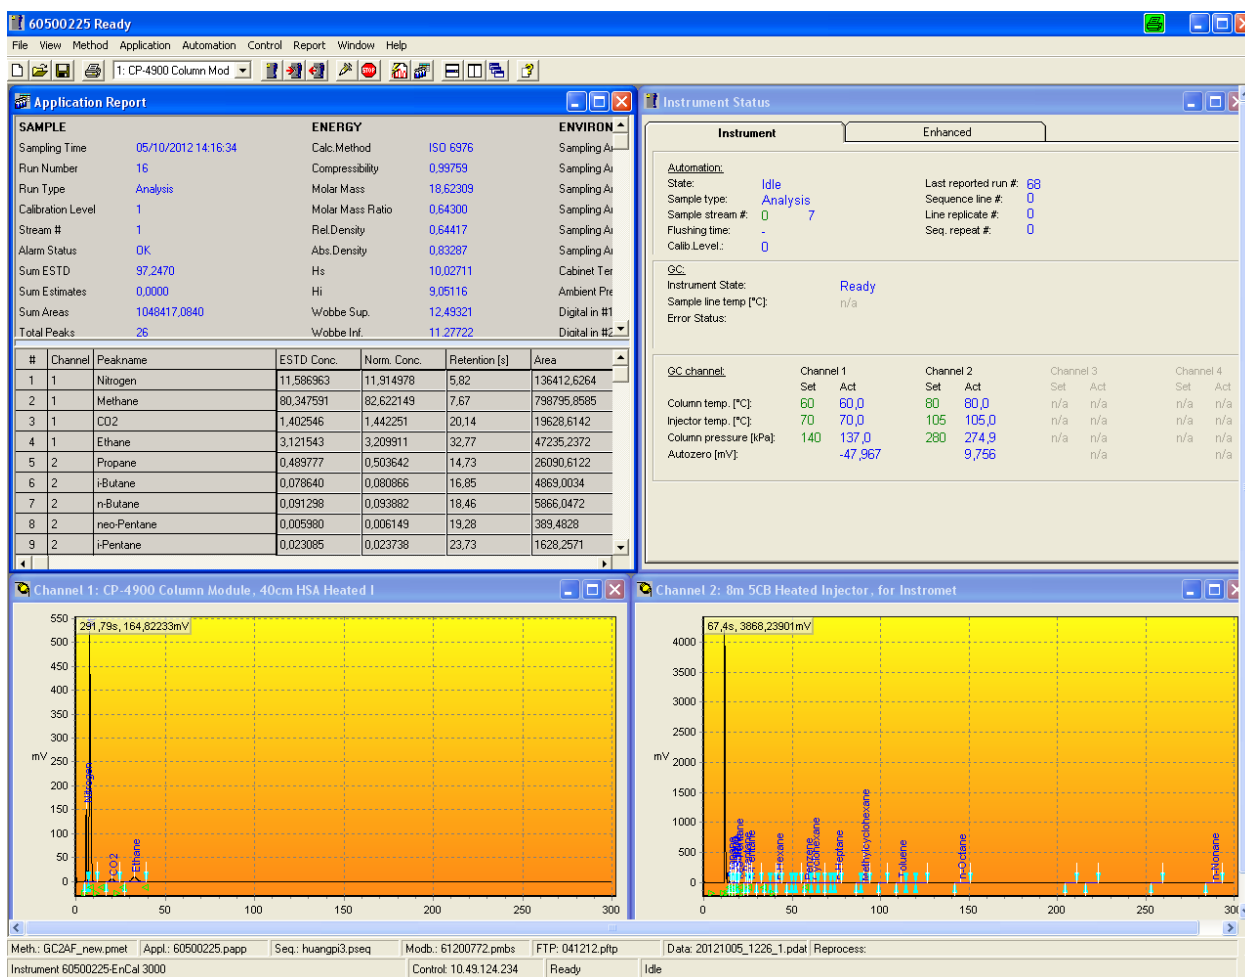 60500225 Ready
File View Method Application Automation Control Report Window Help
1: CP-4900 Column Mod
Application Report
SAMPLE ENERGY ENVIRON
Sampling Time 05/10/2012 14:16:34 Calc.Method ISO 6976 Sampling
Run Number 16 Compressibility 0,99759 Sampling
Run Type Analysis Molar Mass 18,62309 Sampling
Calibration Level 1 Molar Mass Ratio 0,64300 Sampling
Stream # 1 Rel.Density 0,64417 Sampling
Alarm Status OK Abs.Density 0,83287 Sampling
Sum ESTD 97,2470 Hs 10,02711 Cabinet Ter
Sum Estimates 0,0000 Hi 9,05116 Ambient Pre
Sum Areas 1048417,0840 Wobbe Sup. 12,49321 Digital in #1
Total Peaks 26 Wobbe Inf. 11.27722 Digital in #2
# Channel Peakname ESTD Conc. Norm. Conc. Retention [s] Area
1 1 Nitrogen 11,586963 11,914978 5,82 136412,6264
2 1 Methane 80,347591 82,622149 7,67 798795,8585
3 1 CO2 1,402546 1,442251 20,14 19628,6142
4 1 Ethane 3,121543 3,209911 32,77 47235,2372
5 2 Propane 0,489777 0,503642 14,73 26090,6122
6 2 i-Butane 0,078640 0,080866 16,85 4869,0034
7 2 n-Butane 0,091298 0,093882 18,46 5866,0472
8 2 neo-Pentane 0,005980 0,006149 19,28 389,4828
9 2 i-Pentane 0,023085 0,023738 23,73 1628,2571
Instrument Status
Instrument Enhanced
Automation:
State: Idle Last reported run #: 68
Sample type: Analysis Sequence line #: 0
Sample stream #: 0 7 Line replicate #: 0
Flushing time: - Seq. repeat #: 0
Calib.Level.: 0
GC:
Instrument State: Ready
Sample line temp [°C]: n/a
Error Status:
GC channel: Channel 1 Channel 2 Channel 3 Channel 4
Set Act Set Act Set Act Set Act
Column temp. [°C]: 60 60,0 80 80,0 n/a n/a n/a n/a
Injector temp. [°C]: 70 70,0 105 105,0 n/a n/a n/a n/a
Column pressure [kPa]: 140 137,0 280 274,9 n/a n/a n/a n/a
Autozero [mV]: -47,967 9,756 n/a n/a
Channel 1: CP-4900 Column Module, 40cm HSA Heated I
291,79s, 164,82233mV
550
500
450
400
350
300
mV 250
200
150
100
50
0
Nitrogen
CO2
Ethane
0 50 100 150 200 250 300
Channel 2: 8m 5CB Heated Injector, for Instromet
67,4s, 3868,23901mV
4000
3500
3000
2500
mV 2000
1500
1000
500
0
Methylcyclohexane
Toluene
n-Octane
n-Nonane
0 50 100 150 200 250 300
Meth.: GC2AF_new.pmet Appl.: 60500225.papp Seq.: huangpi3.pseq Modb.: 61200772.pmbs FTP: 041212.pftp Data: 20121005_1226_1.pdat Reprocess:
Instrument 60500225-EnCal 3000 Control: 10.49.124.234 Ready Idle